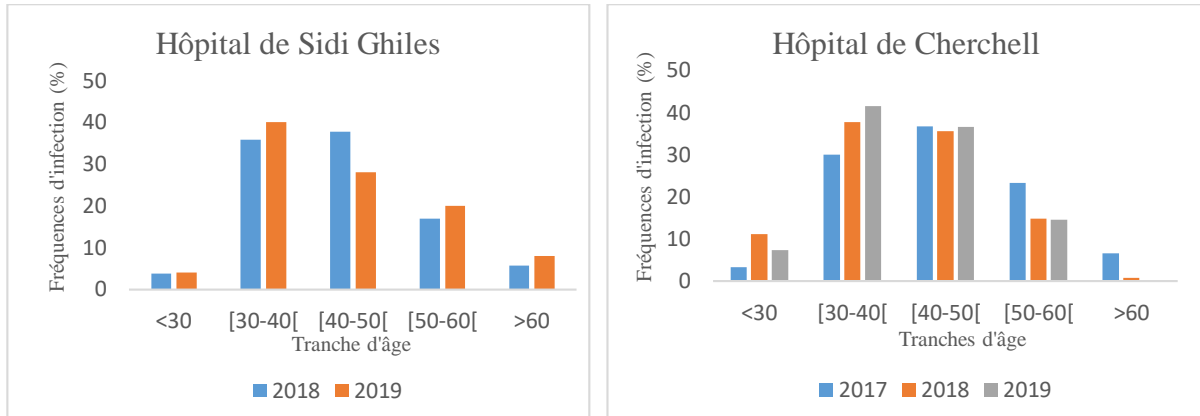 Hôpital de Sidi Ghiles
Fréquences d'infection (%)
50
40
30
20
10
0
<30 [30-40[ [40-50[ [50-60[ >60
Tranche d'âge
2018 2019
Hôpital de Cherchell
Fréquences d'infection (%)
50
40
30
20
10
0
<30 [30-40[ [40-50[ [50-60[ >60
Tranches d'âge
2017 2018 2019